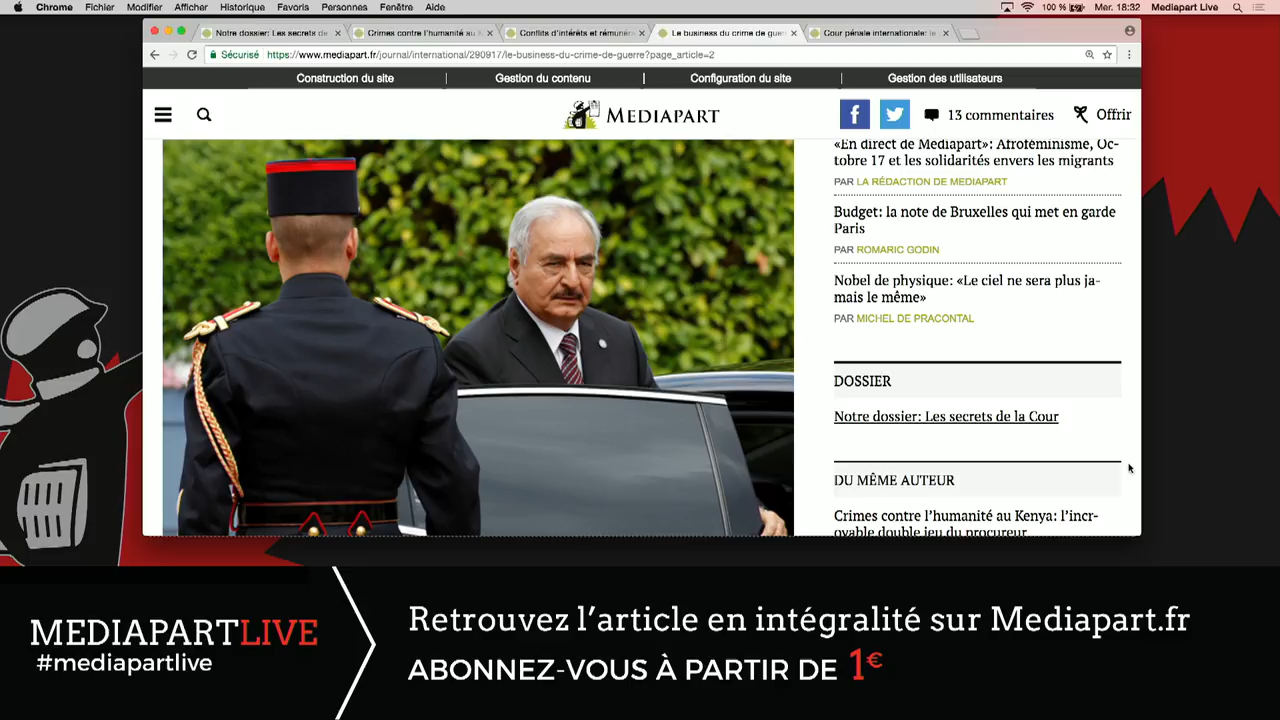 Chrome Fichier Modifier Afficher Historique Favoris Personnes Fenêtre Aide 100 % Mer. 18:32 Mediapart Live
Notre dossier: Les secrets de Crimes contre l'humanité au K Conflits d'intérêts et rémunéra Le business du crime de guer Cour pénale internationale: le
Sécurisé https://www.mediapart.fr/journal/international/290917/le-business-du-crime-de-guerre?page_article=2
Construction du site Gestion du contenu Configuration du site Gestion des utilisateurs
MEDIAPART f 13 commentaires Offrir
«En direct de Mediapart»: Afroféminisme, Oc-
tobre 17 et les solidarités envers les migrants
PAR LA RÉDACTION DE MEDIAPART
Budget: la note de Bruxelles qui met en garde
Paris
PAR ROMARIC GODIN
Nobel de physique: «Le ciel ne sera plus ja-
mais le même»
PAR MICHEL DE PRACONTAL
DOSSIER
Notre dossier: Les secrets de la Cour
DU MÊME AUTEUR
Crimes contre l'humanité au Kenya: l'incr-
oyable double jeu du procureur
MEDIAPARTLIVE
#mediapartlive
Retrouvez l'article en intégralité sur Mediapart.fr
ABONNEZ-VOUS À PARTIR DE 1€